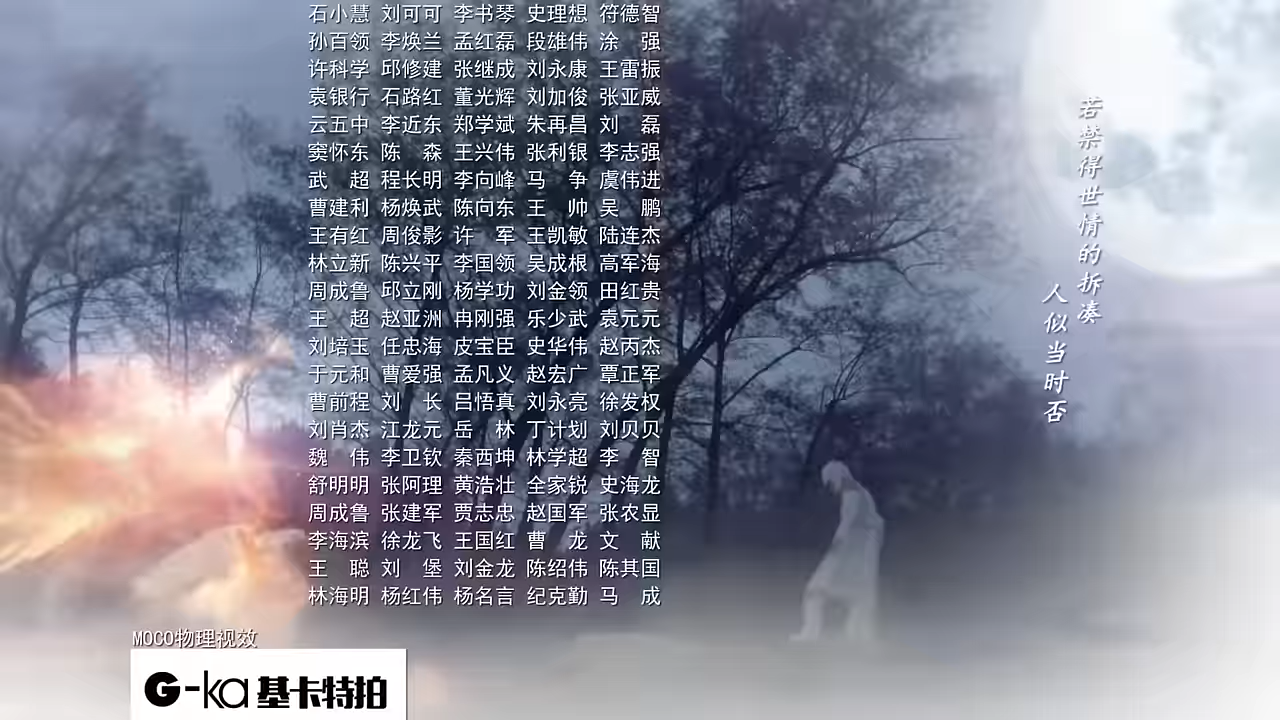 石小慧 刘可可 李书琴 史理想 符德智
孙百领 李焕兰 孟红磊 段雄伟 涂　强
许科学 邱修建 张继成 刘永康 王雷振
袁银行 石路红 董光辉 刘加俊 张亚威
云五中 李近东 郑学斌 朱再昌 刘　磊
窦怀东 陈　森 王兴伟 张利银 李志强
武　超 程长明 李向峰 马　争 虞伟进
曹建利 杨焕武 陈向东 王　帅 吴　鹏
王有红 周俊影 许　军 王凯敏 陆连杰
林立新 陈兴平 李国领 吴成根 高军海
周成鲁 邱立刚 杨学功 刘金领 田红贵
王　超 赵亚洲 冉刚强 乐少武 袁元元
刘培玉 任忠海 皮宝臣 史华伟 赵丙杰
于元和 曹爱强 孟凡义 赵宏广 覃正军
曹前程 刘　长 吕悟真 刘永亮 徐发权
刘肖杰 江龙元 岳　林 丁计划 刘贝贝
魏　伟 李卫钦 秦西坤 林学超 李　智
舒明明 张阿理 黄浩壮 全家锐 史海龙
周成鲁 张建军 贾志忠 赵国军 张农显
李海滨 徐龙飞 王国红 曹　龙 文　献
王　聪 刘　堡 刘金龙 陈绍伟 陈其国
林海明 杨红伟 杨名言 纪克勤 马　成
MOCO物理视效
G-ka基卡特拍
若禁得世情的拆凑
人似当时否